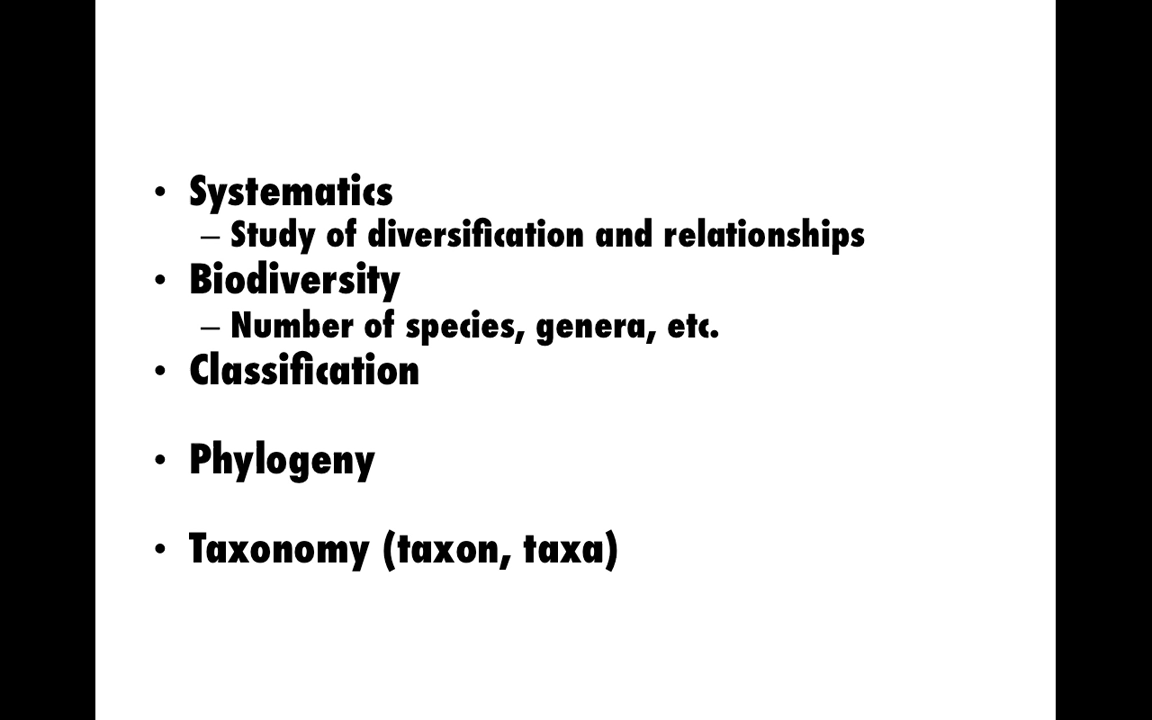 • Systematics
– Study of diversification and relationships
• Biodiversity
– Number of species, genera, etc.
• Classification
• Phylogeny
• Taxonomy (taxon, taxa)